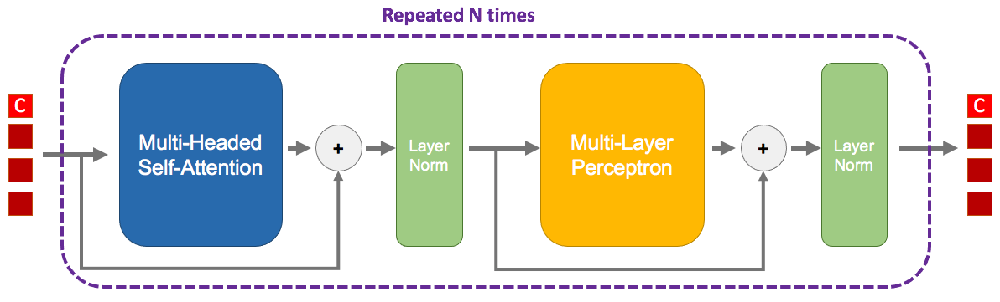 Repeated N times
C
Multi-Headed
Self-Attention
+
Layer
Norm
Multi-Layer
Perceptron
+
Layer
Norm
C